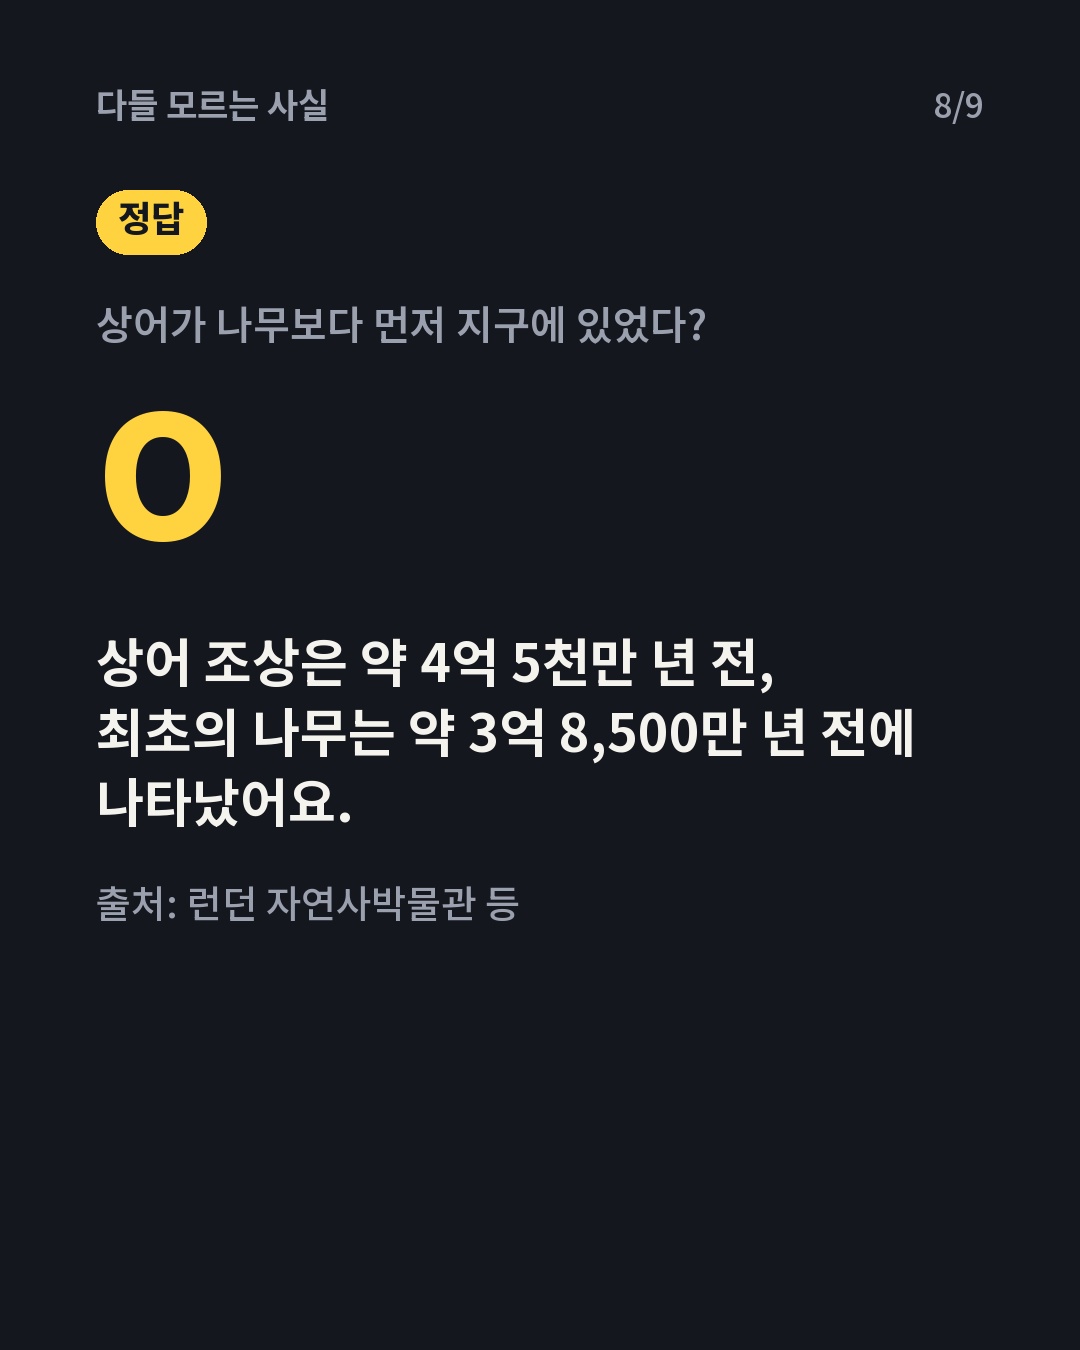 다들 모르는 사실
8/9
정답
상어가 나무보다 먼저 지구에 있었다?
O
상어 조상은 약 4억 5천만 년 전,
최초의 나무는 약 3억 8,500만 년 전에
나타났어요.
출처: 런던 자연사박물관 등